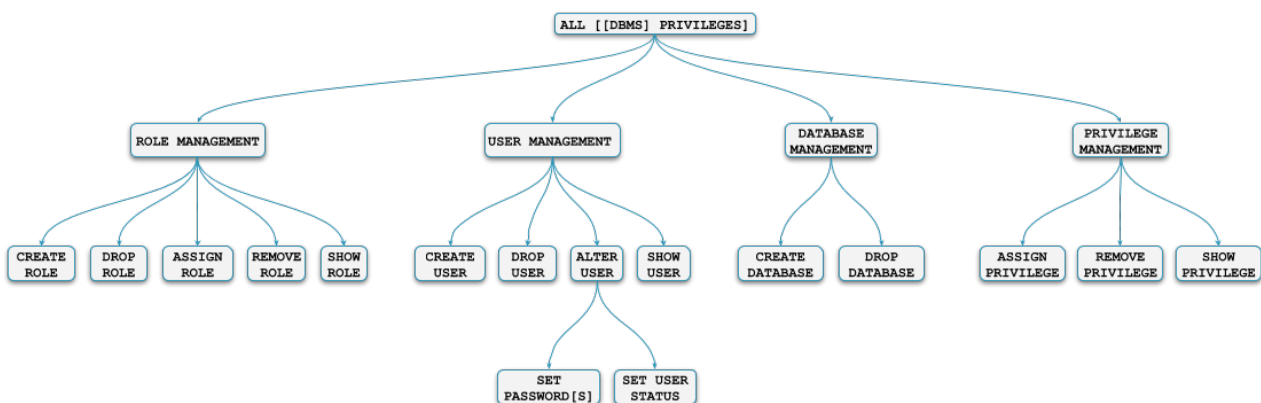 ALL [[DBMS] PRIVILEGES]
ROLE MANAGEMENT
USER MANAGEMENT
DATABASE
MANAGEMENT
PRIVILEGE
MANAGEMENT
CREATE
ROLE
DROP
ROLE
ASSIGN
ROLE
REMOVE
ROLE
SHOW
ROLE
CREATE
USER
DROP
USER
ALTER
USER
SHOW
USER
CREATE
DATABASE
DROP
DATABASE
ASSIGN
PRIVILEGE
REMOVE
PRIVILEGE
SHOW
PRIVILEGE
SET
PASSWORD[S]
SET USER
STATUS